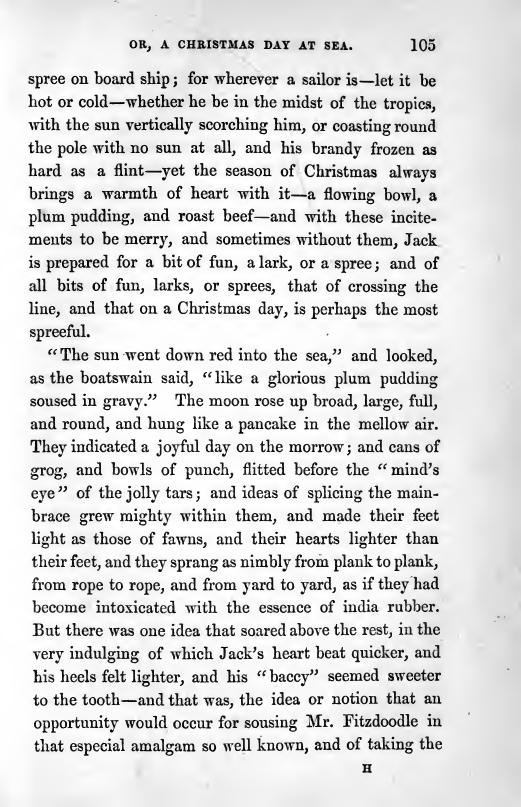 OR, A CHRISTMAS DAY AT SEA. 105
spree on board ship; for wherever a sailor is—let it be
hot or cold—whether he be in the midst of the tropics,
with the sun vertically scorching him, or coasting round
the pole with no sun at all, and his brandy frozen as
hard as a flint—yet the season of Christmas always
brings a warmth of heart with it—a flowing bowl, a
plum pudding, and roast beef—and with these incite-
ments to be merry, and sometimes without them, Jack
is prepared for a bit of fun, a lark, or a spree; and of
all bits of fun, larks, or sprees, that of crossing the
line, and that on a Christmas day, is perhaps the most
spreeful.
“The sun went down red into the sea,” and looked,
as the boatswain said, “like a glorious plum pudding
soused in gravy.” The moon rose up broad, large, full,
and round, and hung like a pancake in the mellow air.
They indicated a joyful day on the morrow; and cans of
grog, and bowls of punch, flitted before the “mind’s
eye” of the jolly tars; and ideas of splicing the main-
brace grew mighty within them, and made their feet
light as those of fawns, and their hearts lighter than
their feet, and they sprang as nimbly from plank to plank,
from rope to rope, and from yard to yard, as if they had
become intoxicated with the essence of india rubber.
But there was one idea that soared above the rest, in the
very indulging of which Jack’s heart beat quicker, and
his heels felt lighter, and his “baccy” seemed sweeter
to the tooth—and that was, the idea or notion that an
opportunity would occur for sousing Mr. Fitzdoodle in
that especial amalgam so well known, and of taking the
H